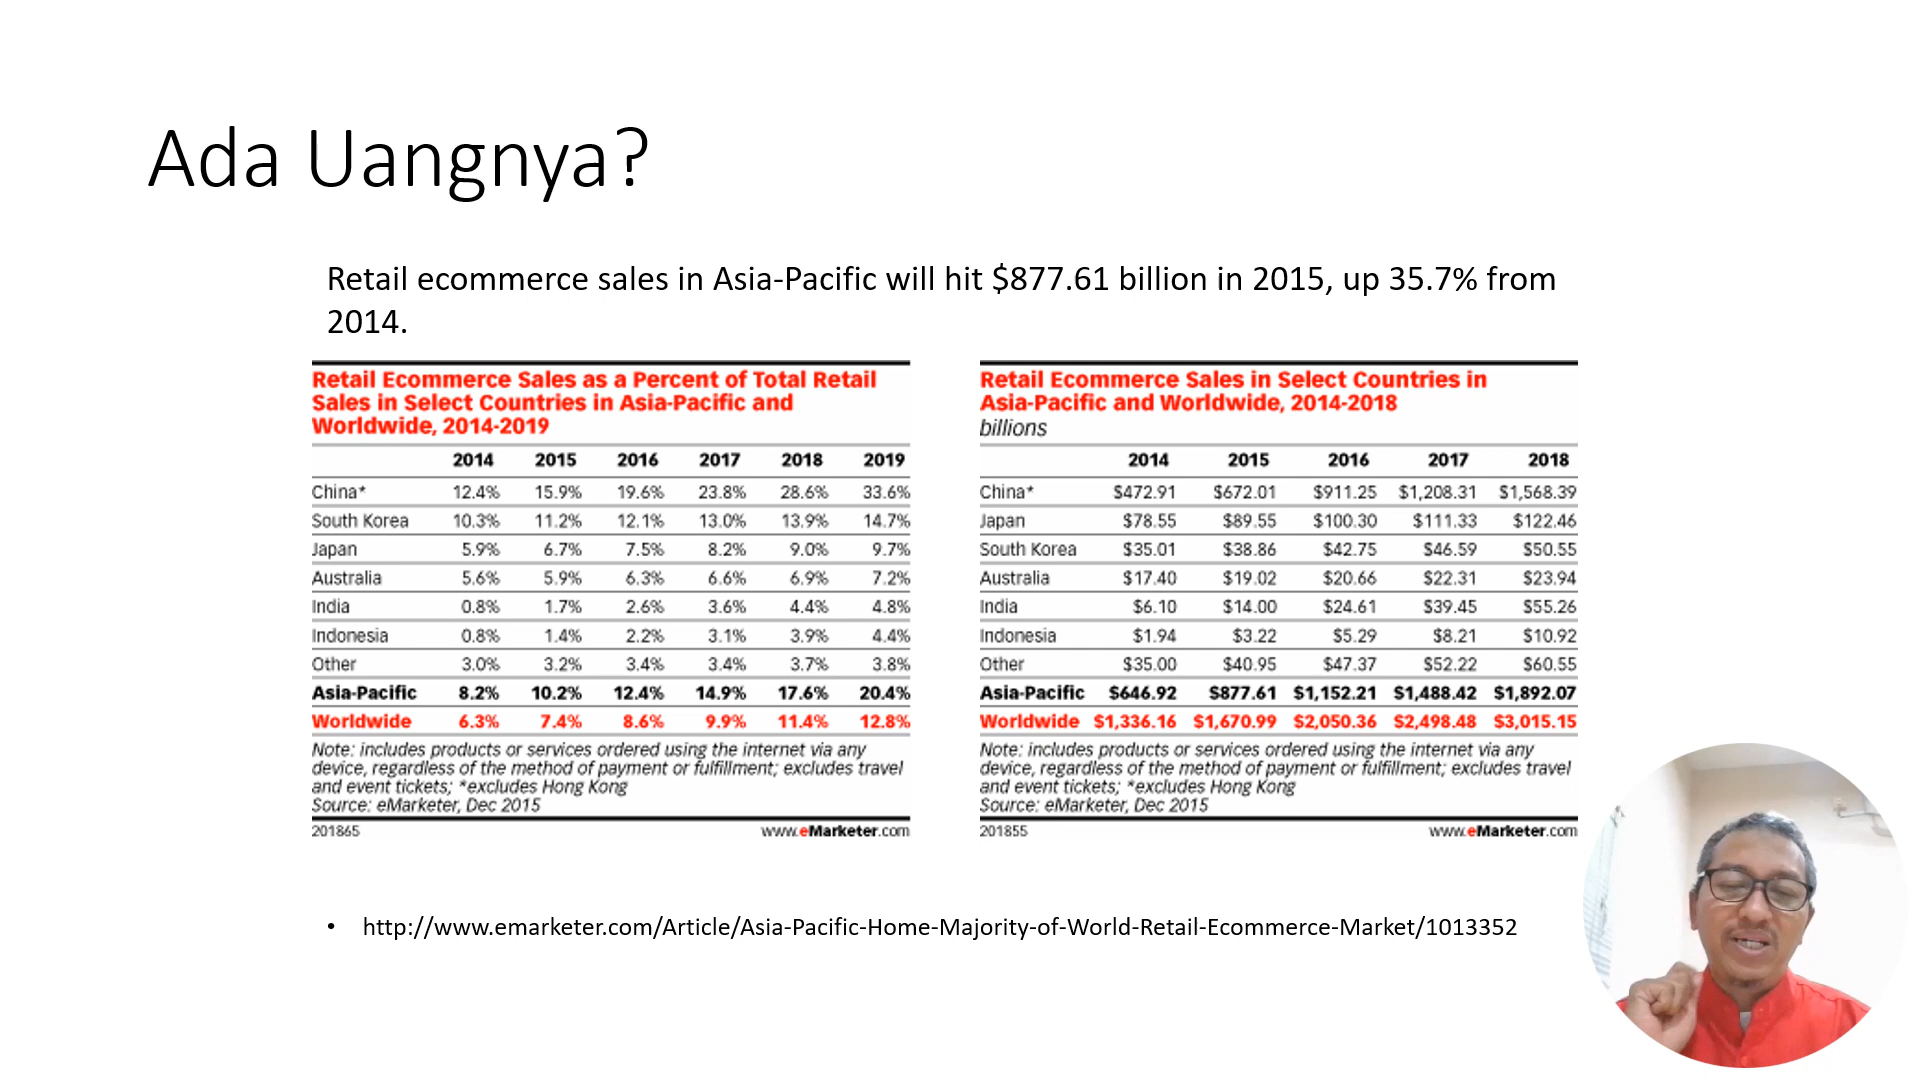 Ada Uangnya?
Retail ecommerce sales in Asia-Pacific will hit $877.61 billion in 2015, up 35.7% from
2014.
Retail Ecommerce Sales as a Percent of Total Retail
Sales in Select Countries in Asia-Pacific and
Worldwide, 2014-2019
2014 2015 2016 2017 2018 2019
China* 12.4% 15.9% 19.6% 23.8% 28.6% 33.6%
South Korea 10.3% 11.2% 12.1% 13.0% 13.9% 14.7%
Japan 5.9% 6.7% 7.5% 8.2% 9.0% 9.7%
Australia 5.6% 5.9% 6.3% 6.6% 6.9% 7.2%
India 0.8% 1.7% 2.6% 3.6% 4.4% 4.8%
Indonesia 0.8% 1.4% 2.2% 3.1% 3.9% 4.4%
Other 3.0% 3.2% 3.4% 3.4% 3.7% 3.8%
Asia-Pacific 8.2% 10.2% 12.4% 14.9% 17.6% 20.4%
Worldwide 6.3% 7.4% 8.6% 9.9% 11.4% 12.8%
Note: includes products or services ordered using the internet via any
device, regardless of the method of payment or fulfillment; excludes travel
and event tickets; *excludes Hong Kong
Source: eMarketer, Dec 2015
201865 www.eMarketer.com
Retail Ecommerce Sales in Select Countries in
Asia-Pacific and Worldwide, 2014-2018
billions
2014 2015 2016 2017 2018
China* $472.91 $672.01 $911.25 $1,208.31 $1,568.39
Japan $78.55 $89.55 $100.30 $111.33 $122.46
South Korea $35.01 $38.86 $42.75 $46.59 $50.55
Australia $17.40 $19.02 $20.66 $22.31 $23.94
India $6.10 $14.00 $24.61 $39.45 $55.26
Indonesia $1.94 $3.22 $5.29 $8.21 $10.92
Other $35.00 $40.95 $47.37 $52.22 $60.55
Asia-Pacific $646.92 $877.61 $1,152.21 $1,488.42 $1,892.07
Worldwide $1,336.16 $1,670.99 $2,050.36 $2,498.48 $3,015.15
Note: includes products or services ordered using the internet via any
device, regardless of the method of payment or fulfillment; excludes travel
and event tickets; *excludes Hong Kong
Source: eMarketer, Dec 2015
201855 www.eMarketer.com
• http://www.emarketer.com/Article/Asia-Pacific-Home-Majority-of-World-Retail-Ecommerce-Market/1013352